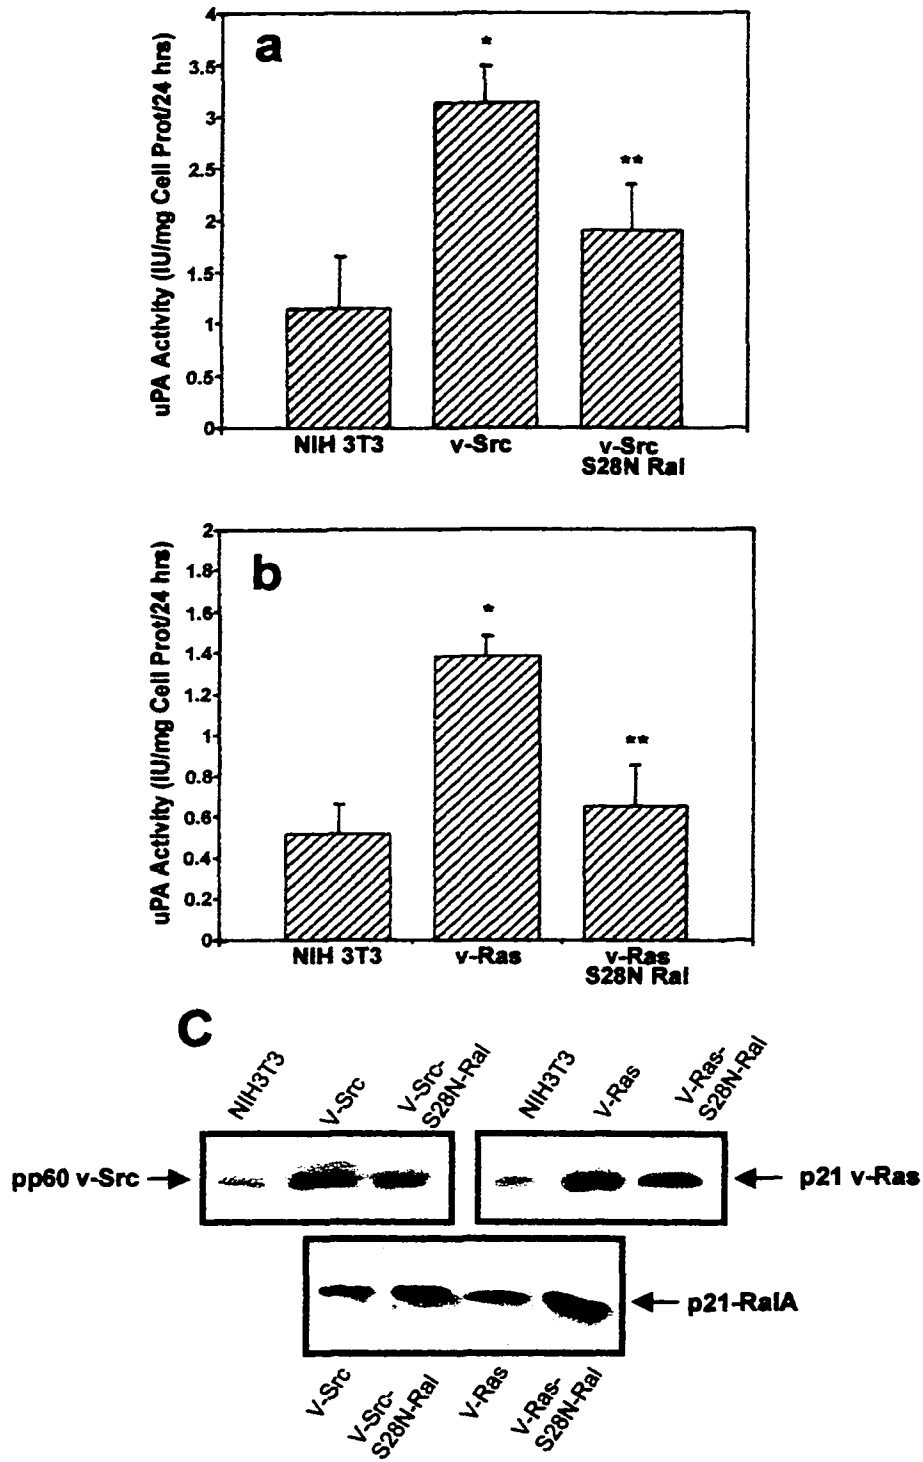 a
uPA Activity (IU/mg Cell Prot/24 hrs)
4
3.5
3
2.5
2
1.5
1
0.5
0
*
**
NIH 3T3
v-Src
v-Src
S28N Ral
b
uPA Activity (IU/mg Cell Prot/24 hrs)
2
1.8
1.6
1.4
1.2
1
0.8
0.6
0.4
0.2
0
*
**
NIH 3T3
v-Ras
v-Ras
S28N Ral
C
NIH3T3
V-Src
V-Src-
S28N-Ral
NIH3T3
V-Ras
V-Ras-
S28N-Ral
pp60 v-Src
p21 v-Ras
p21-RalA
V-Src
V-Src-
S28N-Ral
V-Ras
V-Ras-
S28N-Ral